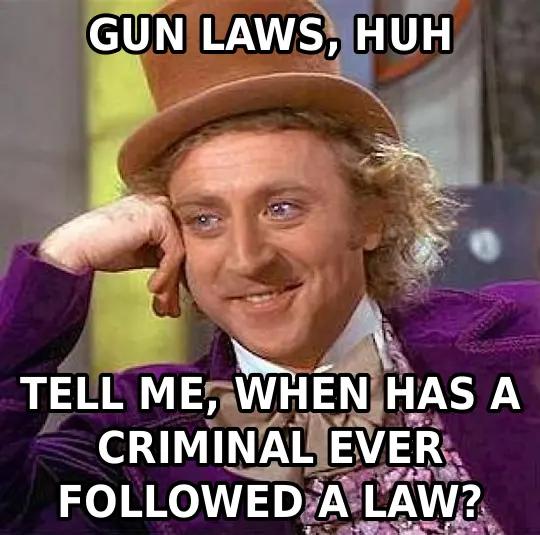 GUN LAWS, HUH
TELL ME, WHEN HAS A
CRIMINAL EVER
FOLLOWED A LAW?